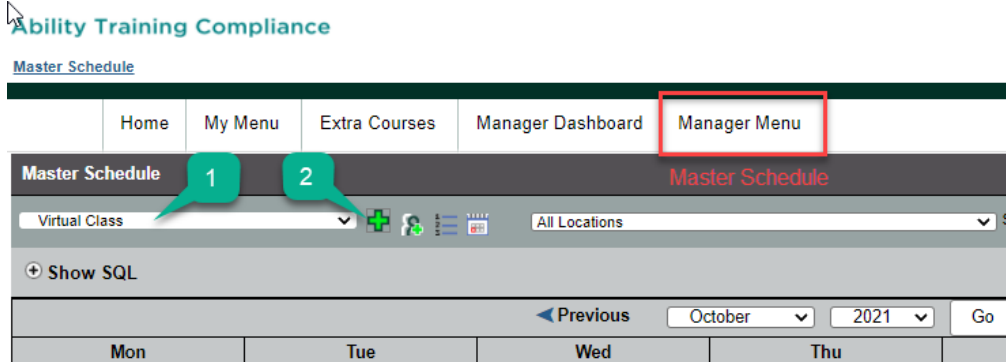 Ability Training Compliance
Master Schedule
Home My Menu Extra Courses Manager Dashboard Manager Menu
Master Schedule 1 2 Master Schedule
Virtual Class All Locations S
Show SQL
Previous October 2021 Go
Mon Tue Wed Thu